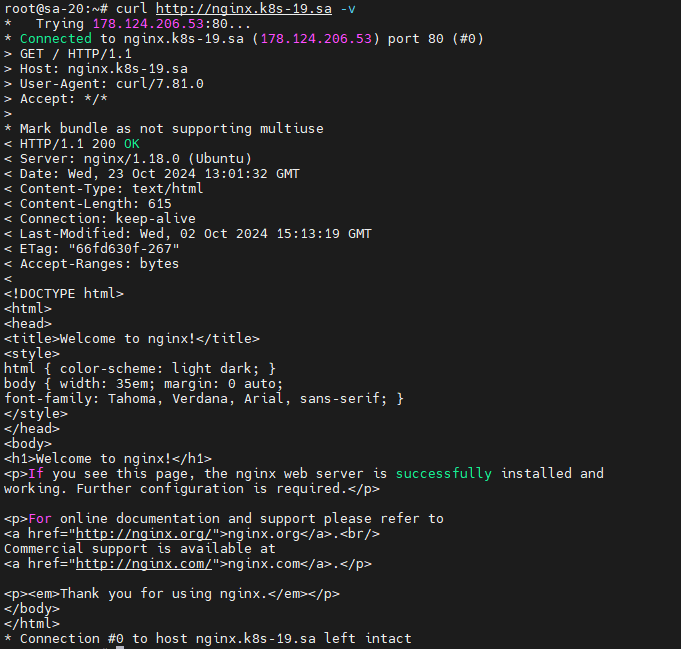 root@sa-20:~# curl http://nginx.k8s-19.sa -v
*   Trying 178.124.206.53:80...
* Connected to nginx.k8s-19.sa (178.124.206.53) port 80 (#0)
> GET / HTTP/1.1
> Host: nginx.k8s-19.sa
> User-Agent: curl/7.81.0
> Accept: */*
>
* Mark bundle as not supporting multiuse
< HTTP/1.1 200 OK
< Server: nginx/1.18.0 (Ubuntu)
< Date: Wed, 23 Oct 2024 13:01:32 GMT
< Content-Type: text/html
< Content-Length: 615
< Connection: keep-alive
< Last-Modified: Wed, 02 Oct 2024 15:13:19 GMT
< ETag: "66fd630f-267"
< Accept-Ranges: bytes
<
<!DOCTYPE html>
<html>
<head>
<title>Welcome to nginx!</title>
<style>
html { color-scheme: light dark; }
body { width: 35em; margin: 0 auto;
font-family: Tahoma, Verdana, Arial, sans-serif; }
</style>
</head>
<body>
<h1>Welcome to nginx!</h1>
<p>If you see this page, the nginx web server is successfully installed and
working. Further configuration is required.</p>

<p>For online documentation and support please refer to
<a href="http://nginx.org/">nginx.org</a>.<br/>
Commercial support is available at
<a href="http://nginx.com/">nginx.com</a>.</p>

<p><em>Thank you for using nginx.</em></p>
</body>
</html>
* Connection #0 to host nginx.k8s-19.sa left intact